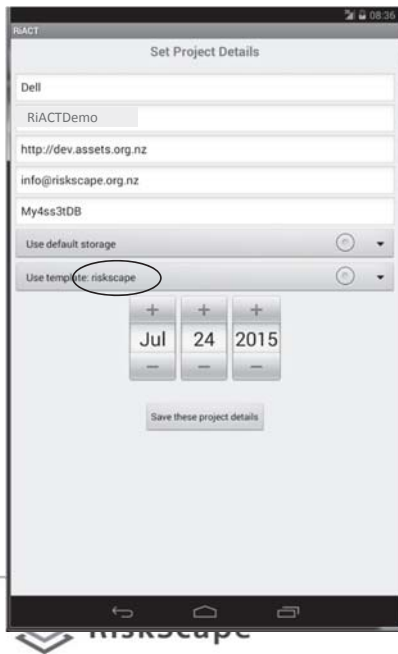 08:36
RiACT
Set Project Details
Dell
RiACTDemo
http://dev.assets.org.nz
info@riskscape.org.nz
My4ss3tDB
Use default storage
Use template: riskscape
+ + +
Jul 24 2015
− − −
Save these project details
RiskScape